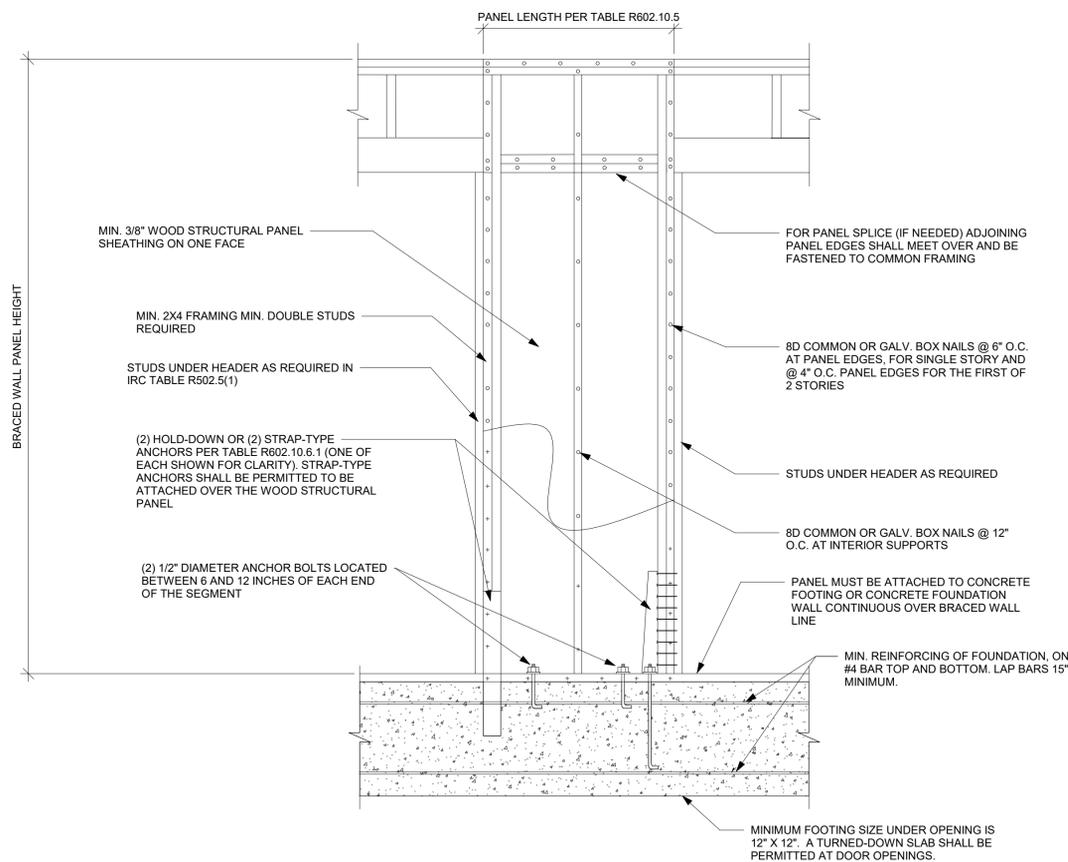 PANEL LENGTH PER TABLE R602.10.5
BRACED WALL PANEL HEIGHT
MIN. 3/8" WOOD STRUCTURAL PANEL
SHEATHING ON ONE FACE
MIN. 2X4 FRAMING MIN. DOUBLE STUDS
REQUIRED
STUDS UNDER HEADER AS REQUIRED IN
IRC TABLE R502.5(1)
(2) HOLD-DOWN OR (2) STRAP-TYPE
ANCHORS PER TABLE R602.10.6.1 (ONE OF
EACH SHOWN FOR CLARITY). STRAP-TYPE
ANCHORS SHALL BE PERMITTED TO BE
ATTACHED OVER THE WOOD STRUCTURAL
PANEL
(2) 1/2" DIAMETER ANCHOR BOLTS LOCATED
BETWEEN 6 AND 12 INCHES OF EACH END
OF THE SEGMENT
FOR PANEL SPLICE (IF NEEDED) ADJOINING
PANEL EDGES SHALL MEET OVER AND BE
FASTENED TO COMMON FRAMING
8D COMMON OR GALV. BOX NAILS @ 6" O.C.
AT PANEL EDGES, FOR SINGLE STORY AND
@ 4" O.C. PANEL EDGES FOR THE FIRST OF
2 STORIES
STUDS UNDER HEADER AS REQUIRED
8D COMMON OR GALV. BOX NAILS @ 12"
O.C. AT INTERIOR SUPPORTS
PANEL MUST BE ATTACHED TO CONCRETE
FOOTING OR CONCRETE FOUNDATION
WALL CONTINUOUS OVER BRACED WALL
LINE
MIN. REINFORCING OF FOUNDATION, ON
#4 BAR TOP AND BOTTOM. LAP BARS 15"
MINIMUM.
MINIMUM FOOTING SIZE UNDER OPENING IS
12" X 12". A TURNED-DOWN SLAB SHALL BE
PERMITTED AT DOOR OPENINGS.